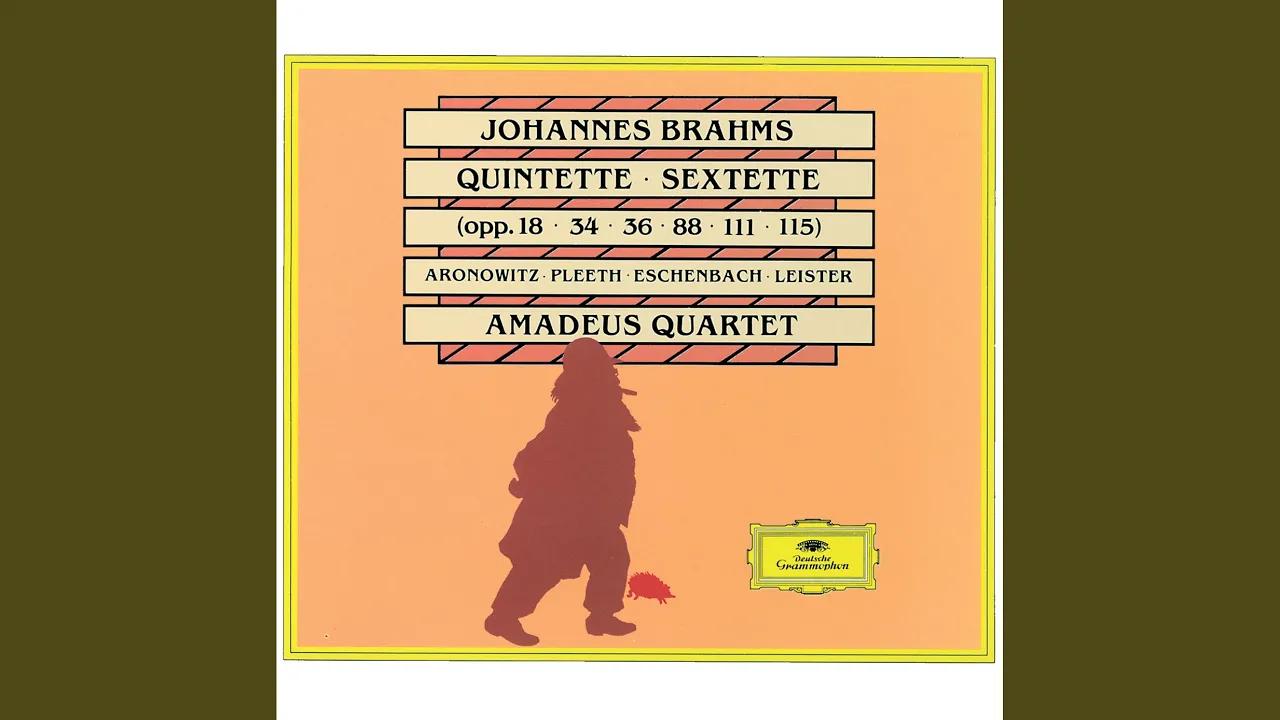 JOHANNES BRAHMS
QUINTETTE · SEXTETTE
(opp. 18 · 34 · 36 · 88 · 111 · 115)
ARONOWITZ · PLEETH · ESCHENBACH · LEISTER
AMADEUS QUARTET
Deutsche
Grammophon